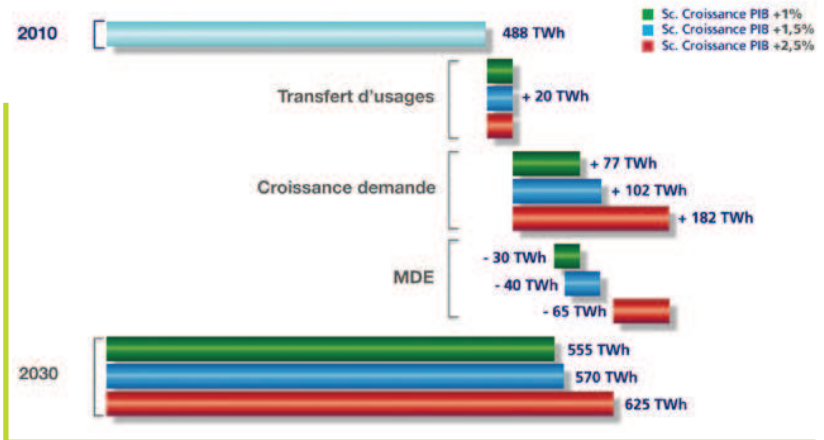 2010
488 TWh
Sc. Croissance PIB +1%
Sc. Croissance PIB +1,5%
Sc. Croissance PIB +2,5%
Transfert d'usages
+ 20 TWh
Croissance demande
+ 77 TWh
+ 102 TWh
+ 182 TWh
MDE
- 30 TWh
- 40 TWh
- 65 TWh
2030
555 TWh
570 TWh
625 TWh